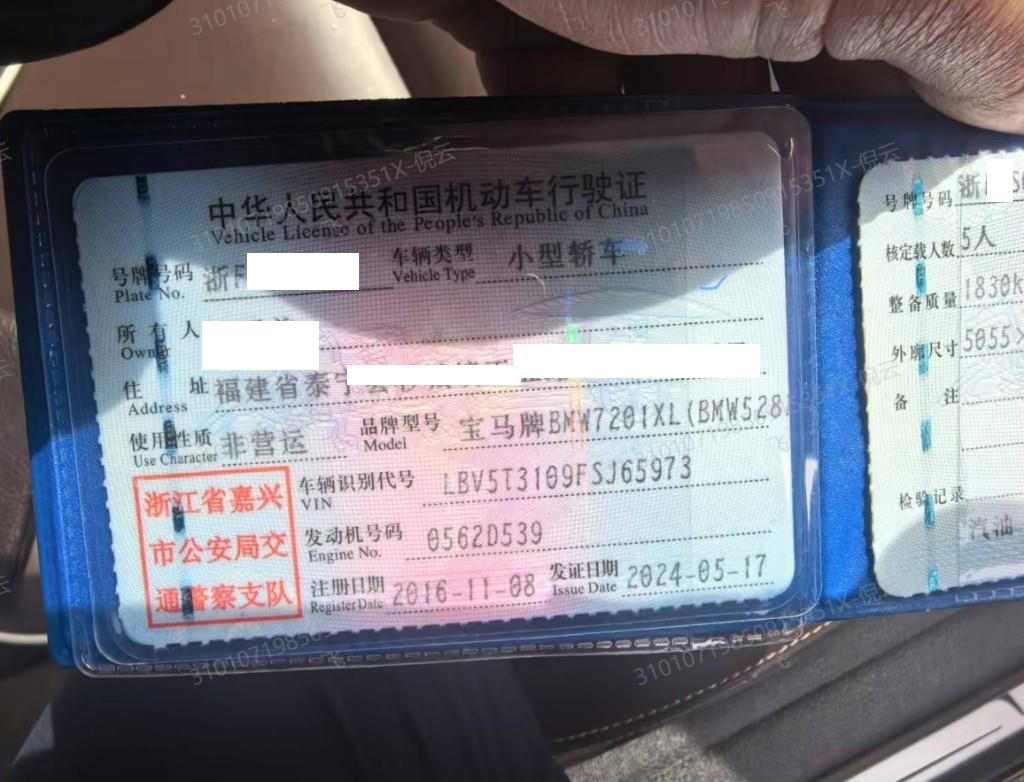 中华人民共和国机动车行驶证
Vehicle License of the People's Republic of China
号牌号码 浙F 车辆类型 小型轿车
Plate No. Vehicle Type
所有人
Owner
住址 福建省泰宁
Address
使用性质 非营运 品牌型号 宝马牌BMW7201XL(BMW528
Use Character Model
浙江省嘉兴
市公安局交
通警察支队
车辆识别代号 LBV5T3109FSJ65973
VIN
发动机号码 0562D539
Engine No.
注册日期 2016-11-08 发证日期 2024-05-17
Register Date Issue Date
号牌号码 浙
核定载人数 5人
整备质量 1830k
外廓尺寸 5055×
备注
检验记录
汽油